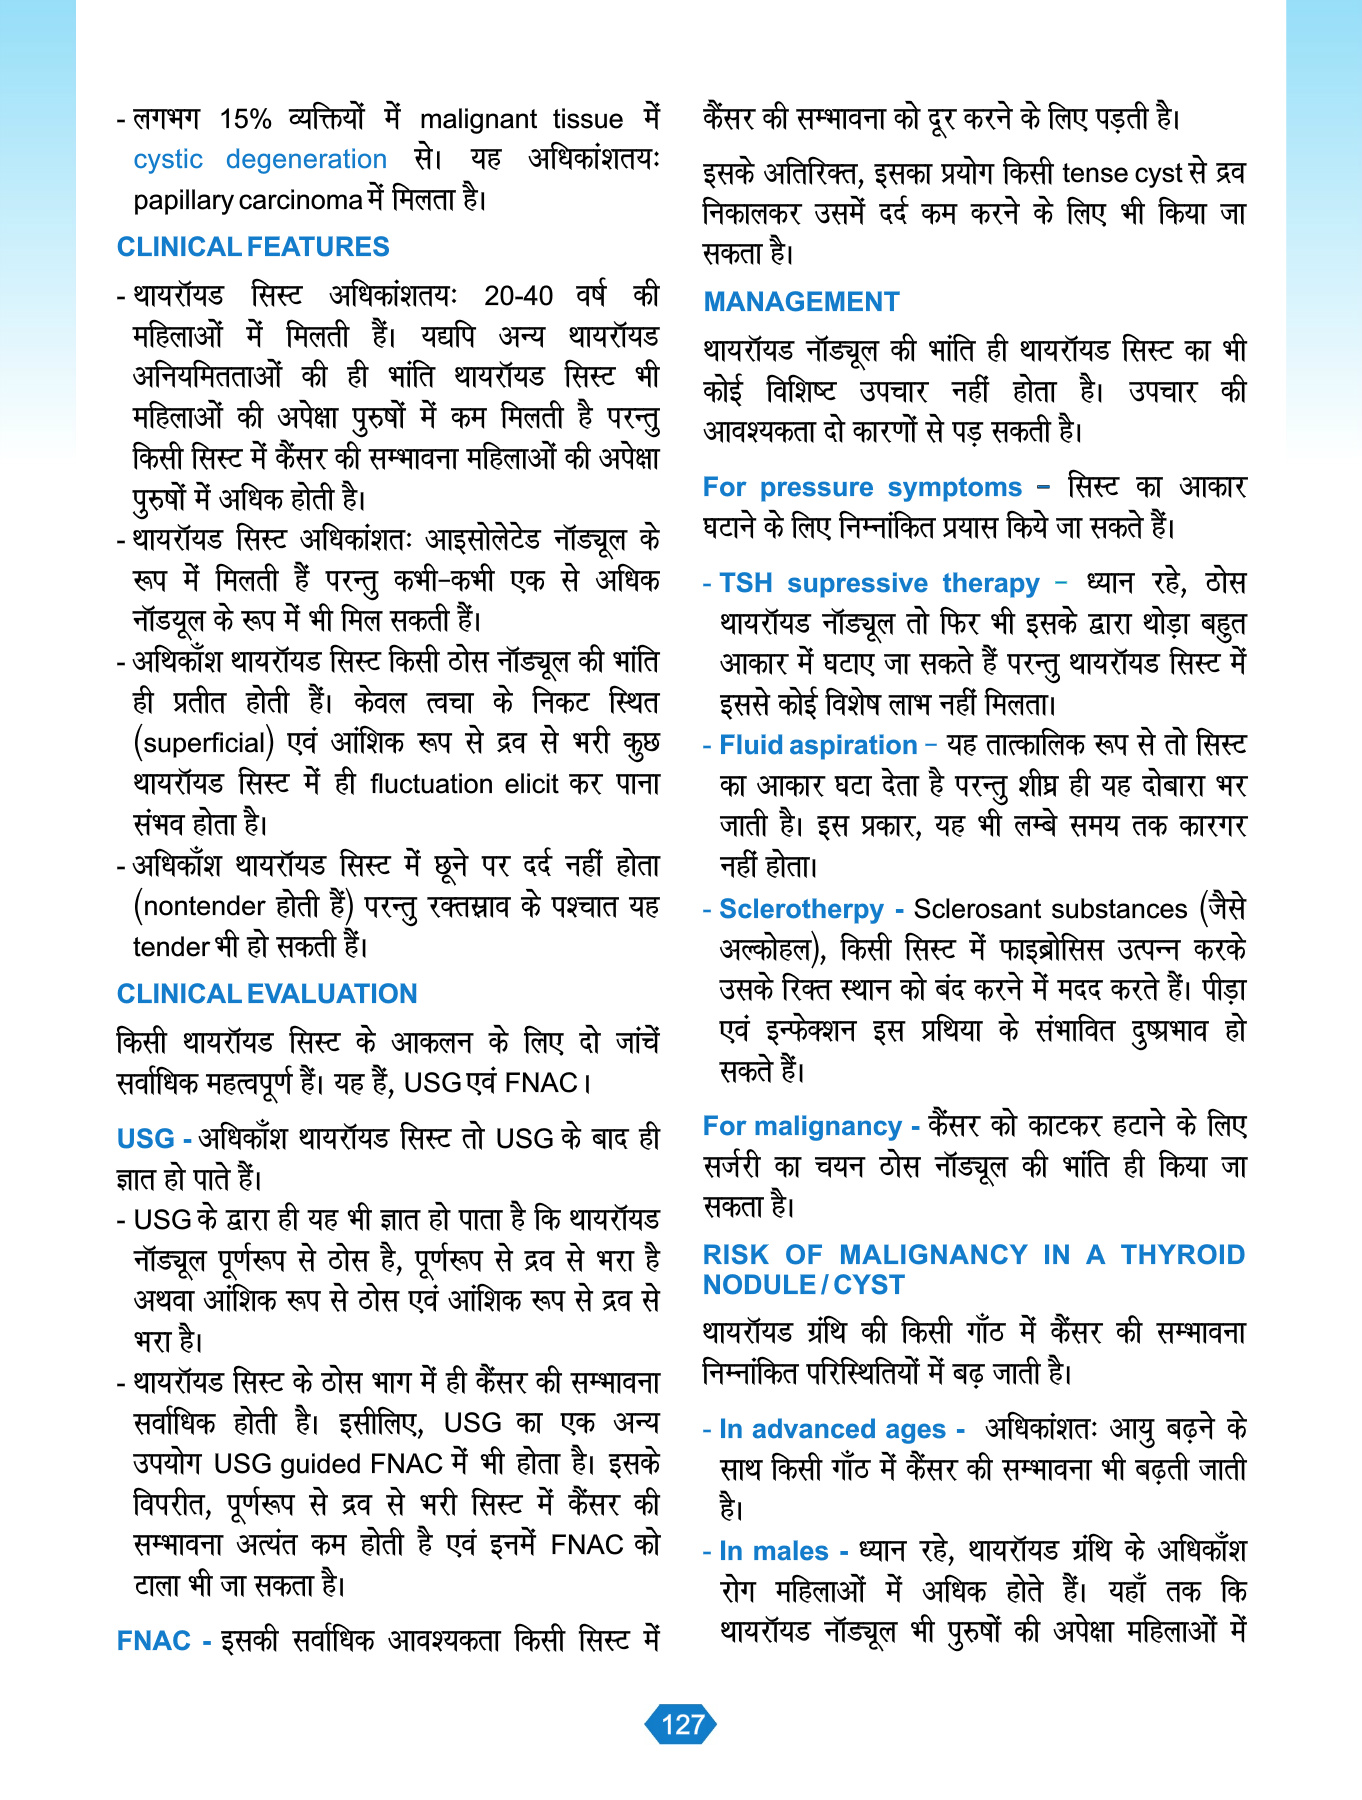 - लगभग 15% व्यक्तियों में malignant tissue में
cystic degeneration से। यह अधिकांशतयः
papillary carcinoma में मिलता है।
CLINICAL FEATURES
- थायरॉयड सिस्ट अधिकांशतयः 20-40 वर्ष की
महिलाओं में मिलती हैं। यद्यपि अन्य थायरॉयड
अनियमितताओं की ही भांति थायरॉयड सिस्ट भी
महिलाओं की अपेक्षा पुरुषों में कम मिलती है परन्तु
किसी सिस्ट में कैंसर की सम्भावना महिलाओं की अपेक्षा
पुरुषों में अधिक होती है।
- थायरॉयड सिस्ट अधिकांशतः आइसोलेटेड नॉड्यूल के
रूप में मिलती हैं परन्तु कभी-कभी एक से अधिक
नॉडयूल के रूप में भी मिल सकती हैं।
- अथिकाँश थायरॉयड सिस्ट किसी ठोस नॉड्यूल की भांति
ही प्रतीत होती हैं। केवल त्वचा के निकट स्थित
(superficial) एवं आंशिक रूप से द्रव से भरी कुछ
थायरॉयड सिस्ट में ही fluctuation elicit कर पाना
संभव होता है।
- अधिकाँश थायरॉयड सिस्ट में छूने पर दर्द नहीं होता
(nontender होती हैं) परन्तु रक्तस्राव के पश्चात यह
tender भी हो सकती हैं।
CLINICAL EVALUATION
किसी थायरॉयड सिस्ट के आकलन के लिए दो जांचें
सर्वाधिक महत्वपूर्ण हैं। यह हैं, USG एवं FNAC ।
USG - अधिकाँश थायरॉयड सिस्ट तो USG के बाद ही
ज्ञात हो पाते हैं।
- USG के द्वारा ही यह भी ज्ञात हो पाता है कि थायरॉयड
नॉड्यूल पूर्णरूप से ठोस है, पूर्णरूप से द्रव से भरा है
अथवा आंशिक रूप से ठोस एवं आंशिक रूप से द्रव से
भरा है।
- थायरॉयड सिस्ट के ठोस भाग में ही कैंसर की सम्भावना
सर्वाधिक होती है। इसीलिए, USG का एक अन्य
उपयोग USG guided FNAC में भी होता है। इसके
विपरीत, पूर्णरूप से द्रव से भरी सिस्ट में कैंसर की
सम्भावना अत्यंत कम होती है एवं इनमें FNAC को
टाला भी जा सकता है।
FNAC - इसकी सर्वाधिक आवश्यकता किसी सिस्ट में
कैंसर की सम्भावना को दूर करने के लिए पड़ती है।
इसके अतिरिक्त, इसका प्रयोग किसी tense cyst से द्रव
निकालकर उसमें दर्द कम करने के लिए भी किया जा
सकता है।
MANAGEMENT
थायरॉयड नॉड्यूल की भांति ही थायरॉयड सिस्ट का भी
कोई विशिष्ट उपचार नहीं होता है। उपचार की
आवश्यकता दो कारणों से पड़ सकती है।
For pressure symptoms – सिस्ट का आकार
घटाने के लिए निम्नांकित प्रयास किये जा सकते हैं।
- TSH supressive therapy – ध्यान रहे, ठोस
थायरॉयड नॉड्यूल तो फिर भी इसके द्वारा थोड़ा बहुत
आकार में घटाए जा सकते हैं परन्तु थायरॉयड सिस्ट में
इससे कोई विशेष लाभ नहीं मिलता।
- Fluid aspiration – यह तात्कालिक रूप से तो सिस्ट
का आकार घटा देता है परन्तु शीघ्र ही यह दोबारा भर
जाती है। इस प्रकार, यह भी लम्बे समय तक कारगर
नहीं होता।
- Sclerotherpy - Sclerosant substances (जैसे
अल्कोहल), किसी सिस्ट में फाइब्रोसिस उत्पन्न करके
उसके रिक्त स्थान को बंद करने में मदद करते हैं। पीड़ा
एवं इन्फेक्शन इस प्रथिया के संभावित दुष्प्रभाव हो
सकते हैं।
For malignancy - कैंसर को काटकर हटाने के लिए
सर्जरी का चयन ठोस नॉड्यूल की भांति ही किया जा
सकता है।
RISK OF MALIGNANCY IN A THYROID
NODULE / CYST
थायरॉयड ग्रंथि की किसी गाँठ में कैंसर की सम्भावना
निम्नांकित परिस्थितियों में बढ़ जाती है।
- In advanced ages - अधिकांशतः आयु बढ़ने के
साथ किसी गाँठ में कैंसर की सम्भावना भी बढ़ती जाती
है।
- In males - ध्यान रहे, थायरॉयड ग्रंथि के अधिकाँश
रोग महिलाओं में अधिक होते हैं। यहाँ तक कि
थायरॉयड नॉड्यूल भी पुरुषों की अपेक्षा महिलाओं में
127